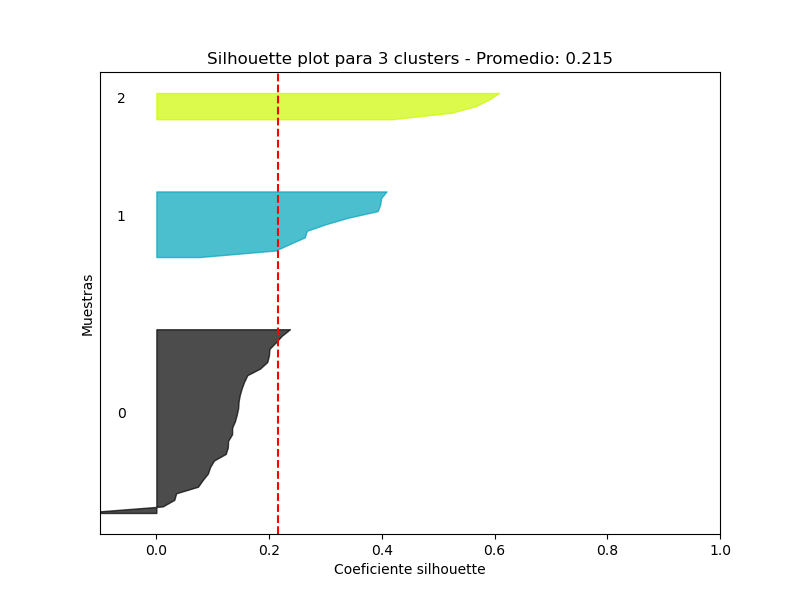 Silhouette plot para 3 clusters - Promedio: 0.215
2
1
0
Muestras
0.0 0.2 0.4 0.6 0.8 1.0
Coeficiente silhouette